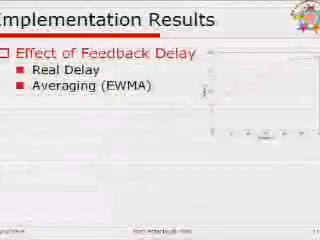 Implementation Results
Effect of Feedback Delay
Real Delay
Averaging (EWMA)